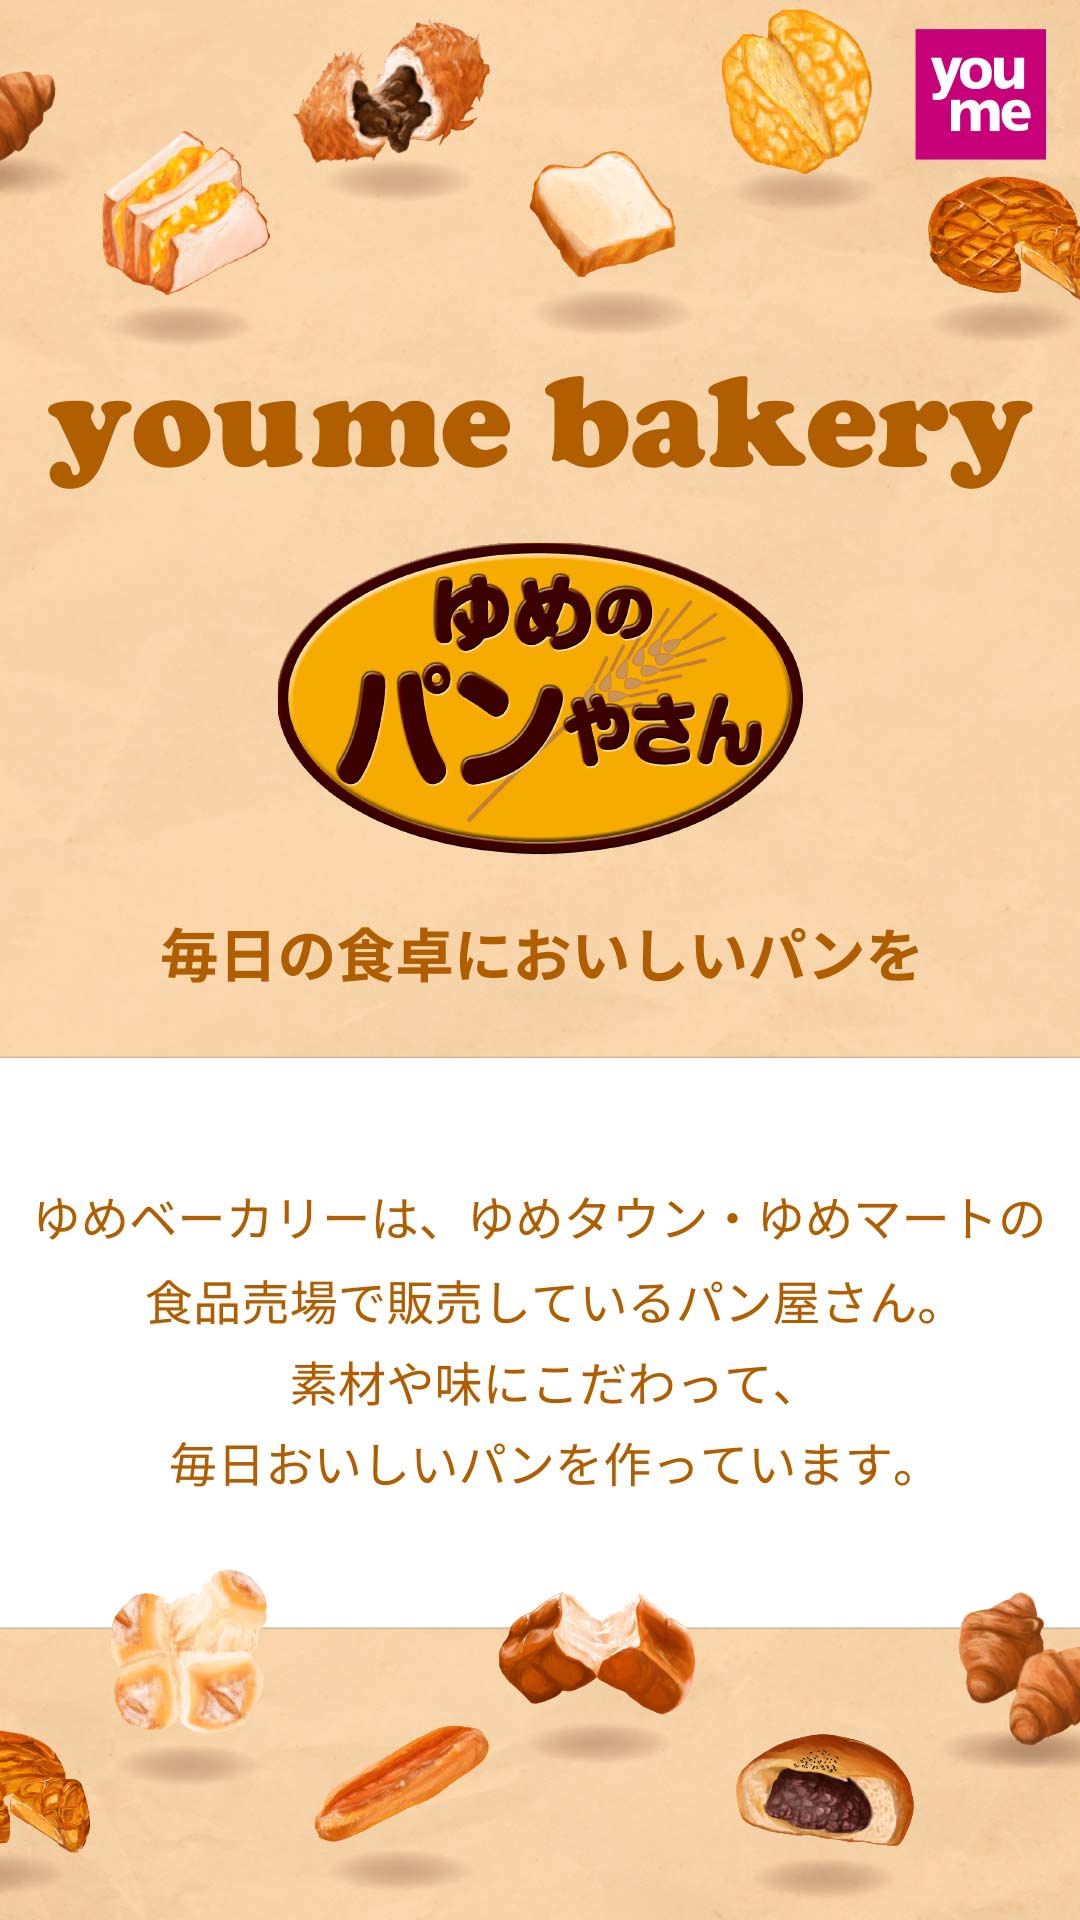 you
me
youme bakery
ゆめの
パンやさん
毎日の食卓においしいパンを
ゆめベーカリーは、ゆめタウン・ゆめマートの
食品売場で販売しているパン屋さん。
素材や味にこだわって、
毎日おいしいパンを作っています。